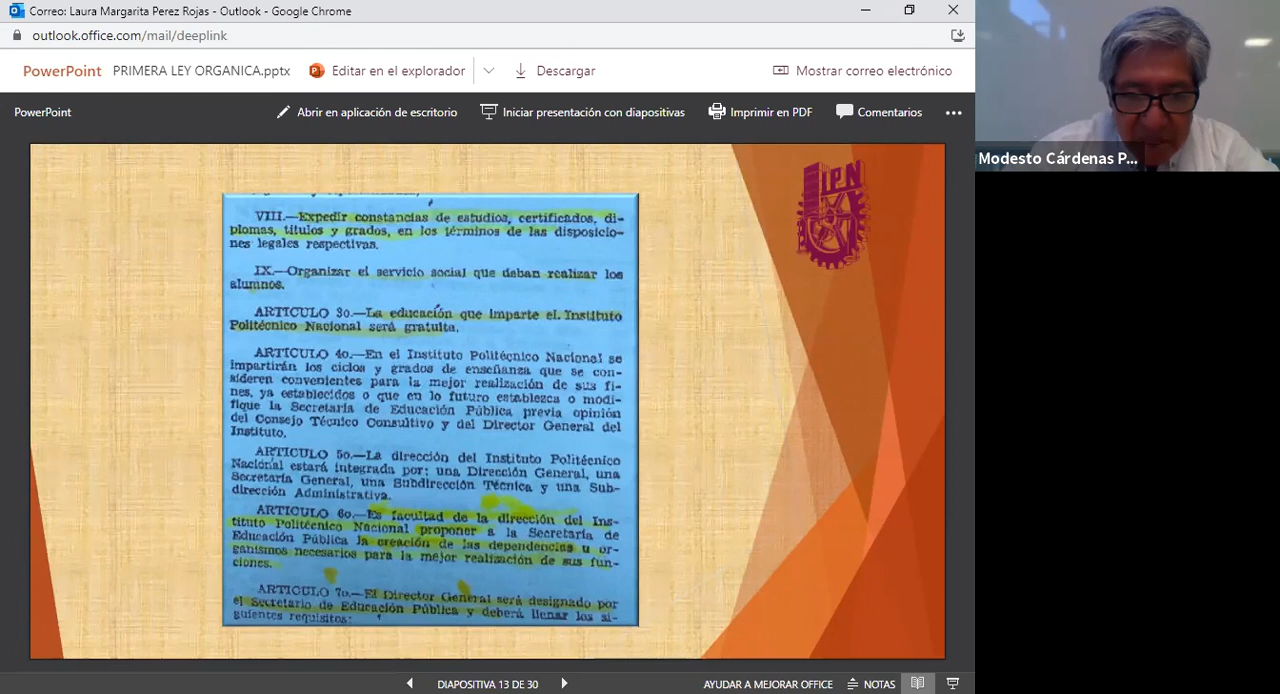 Correo: Laura Margarita Perez Rojas - Outlook - Google Chrome
outlook.office.com/mail/deeplink
PowerPoint PRIMERA LEY ORGANICA.pptx Editar en el explorador Descargar Mostrar correo electrónico
PowerPoint Abrir en aplicación de escritorio Iniciar presentación con diapositivas Imprimir en PDF Comentarios
Modesto Cárdenas P...
IPN
VIII.—Expedir constancias de estudios, certificados, di-
plomas, títulos y grados, en los términos de las disposicio-
nes legales respectivas.
IX.—Organizar el servicio social que deban realizar los
alumnos.
ARTICULO 3o.—La educación que imparte el Instituto
Politécnico Nacional será gratuita.
ARTICULO 4o.—En el Instituto Politécnico Nacional se
impartirán los ciclos y grados de enseñanza que se con-
sideren convenientes para la mejor realización de sus fi-
nes, ya establecidos o que en lo futuro establezca o modi-
fique la Secretaría de Educación Pública previa opinión
del Consejo Técnico Consultivo y del Director General del
Instituto.
ARTICULO 5o.—La dirección del Instituto Politécnico
Nacional estará integrada por: una Dirección General, una
Secretaría General, una Subdirección Técnica y una Sub-
dirección Administrativa.
ARTICULO 6o.—Es facultad de la dirección del Ins-
tituto Politécnico Nacional proponer a la Secretaría de
Educación Pública la creación de las dependencias u or-
ganismos necesarios para la mejor realización de sus fun-
ciones.
ARTICULO 7o.—El Director General será designado por
el Secretario de Educación Pública y deberá llenar los si-
guientes requisitos:
DIAPOSITIVA 13 DE 30 AYUDAR A MEJORAR OFFICE NOTAS